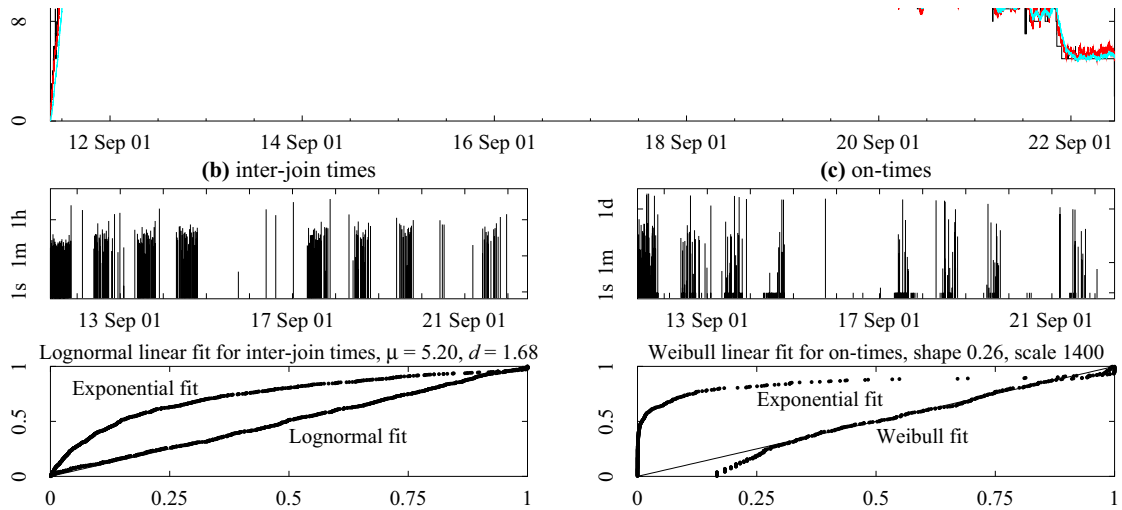 8
0
12 Sep 01 14 Sep 01 16 Sep 01 18 Sep 01 20 Sep 01 22 Sep 01
(b) inter-join times
1s 1m 1h
13 Sep 01 17 Sep 01 21 Sep 01
Lognormal linear fit for inter-join times, μ = 5.20, d = 1.68
0 0.5 1
Exponential fit
Lognormal fit
0 0.25 0.5 0.75 1
(c) on-times
1s 1m 1d
13 Sep 01 17 Sep 01 21 Sep 01
Weibull linear fit for on-times, shape 0.26, scale 1400
0 0.5 1
Exponential fit
Weibull fit
0 0.25 0.5 0.75 1